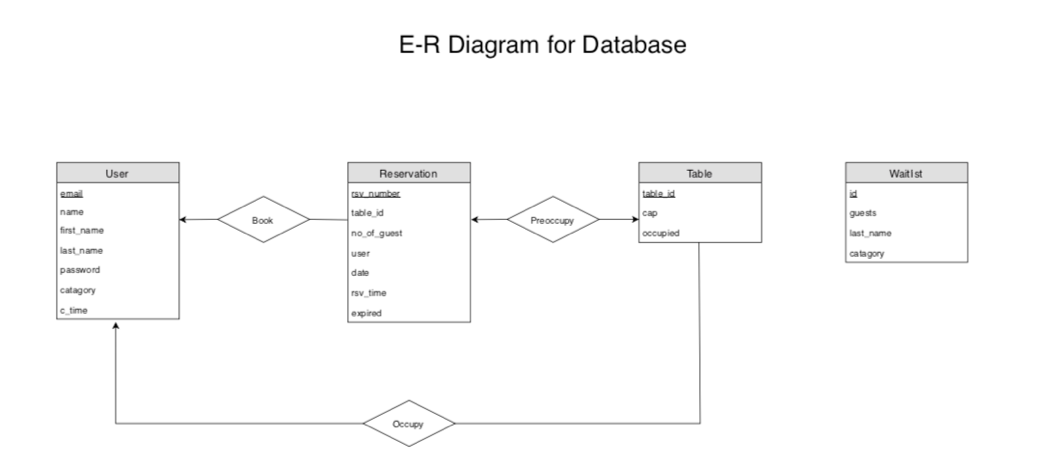 E-R Diagram for Database
User
email
name
first_name
last_name
password
catagory
c_time
Book
Reservation
rsv_number
table_id
no_of_guest
user
date
rsv_time
expired
Preoccupy
Table
table_id
cap
occupied
Waitlst
id
guests
last_name
catagory
Occupy